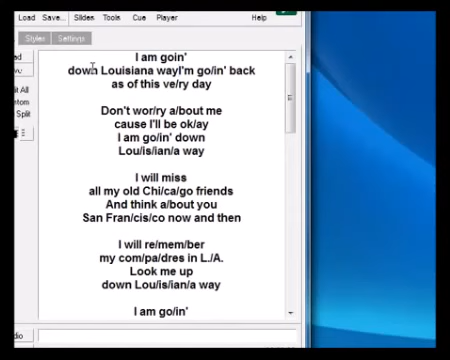 Load Save... Slides Tools Cue Player Help
Styles Settings
I am goin'
down Louisiana wayI'm go/in' back
as of this ve/ry day
Don't wor/ry a/bout me
cause I'll be ok/ay
I am go/in' down
Lou/is/ian/a way
I will miss
all my old Chi/ca/go friends
And think a/bout you
San Fran/cis/co now and then
I will re/mem/ber
my com/pa/dres in L./A.
Look me up
down Lou/is/ian/a way
I am go/in'
Split